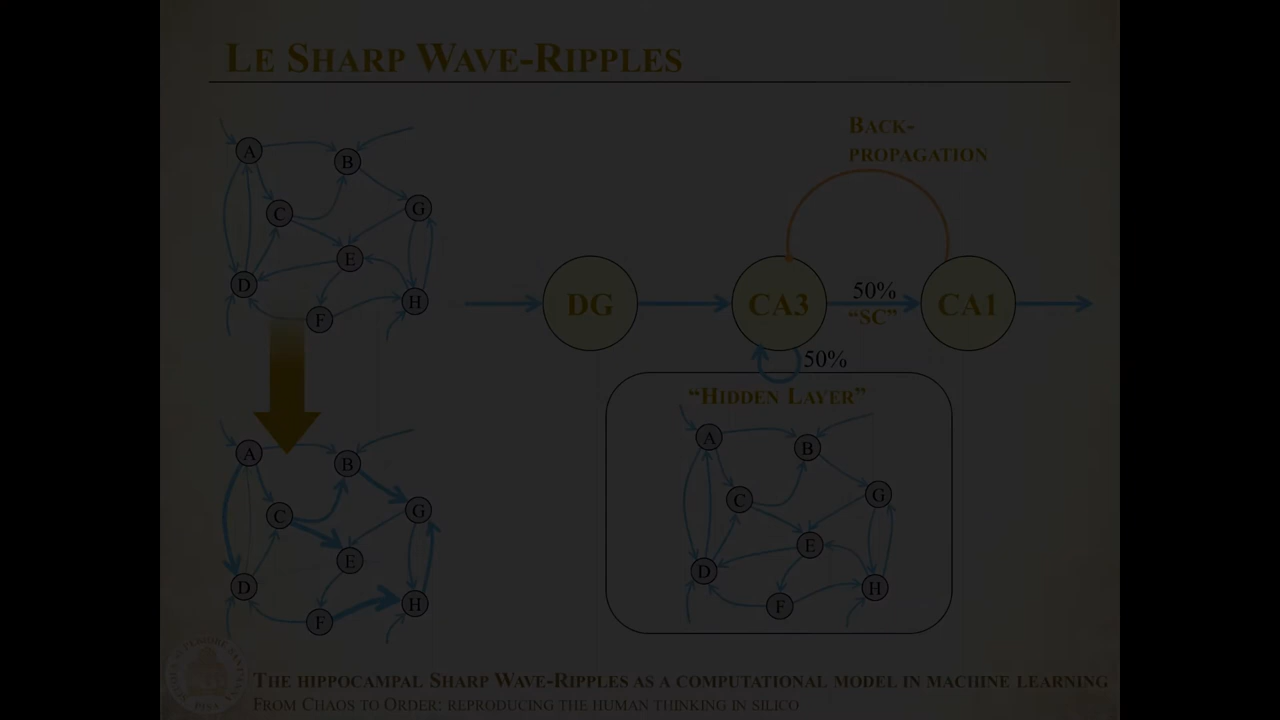 LE SHARP WAVE-RIPPLES
A
B
C
G
E
D
H
F
BACK-
PROPAGATION
DG
CA3
50%
"SC"
CA1
50%
"HIDDEN LAYER"
A
B
C
G
E
D
H
F
A
B
C
G
E
D
H
F
THE HIPPOCAMPAL SHARP WAVE-RIPPLES AS A COMPUTATIONAL MODEL IN MACHINE LEARNING
FROM CHAOS TO ORDER: REPRODUCING THE HUMAN THINKING IN SILICO